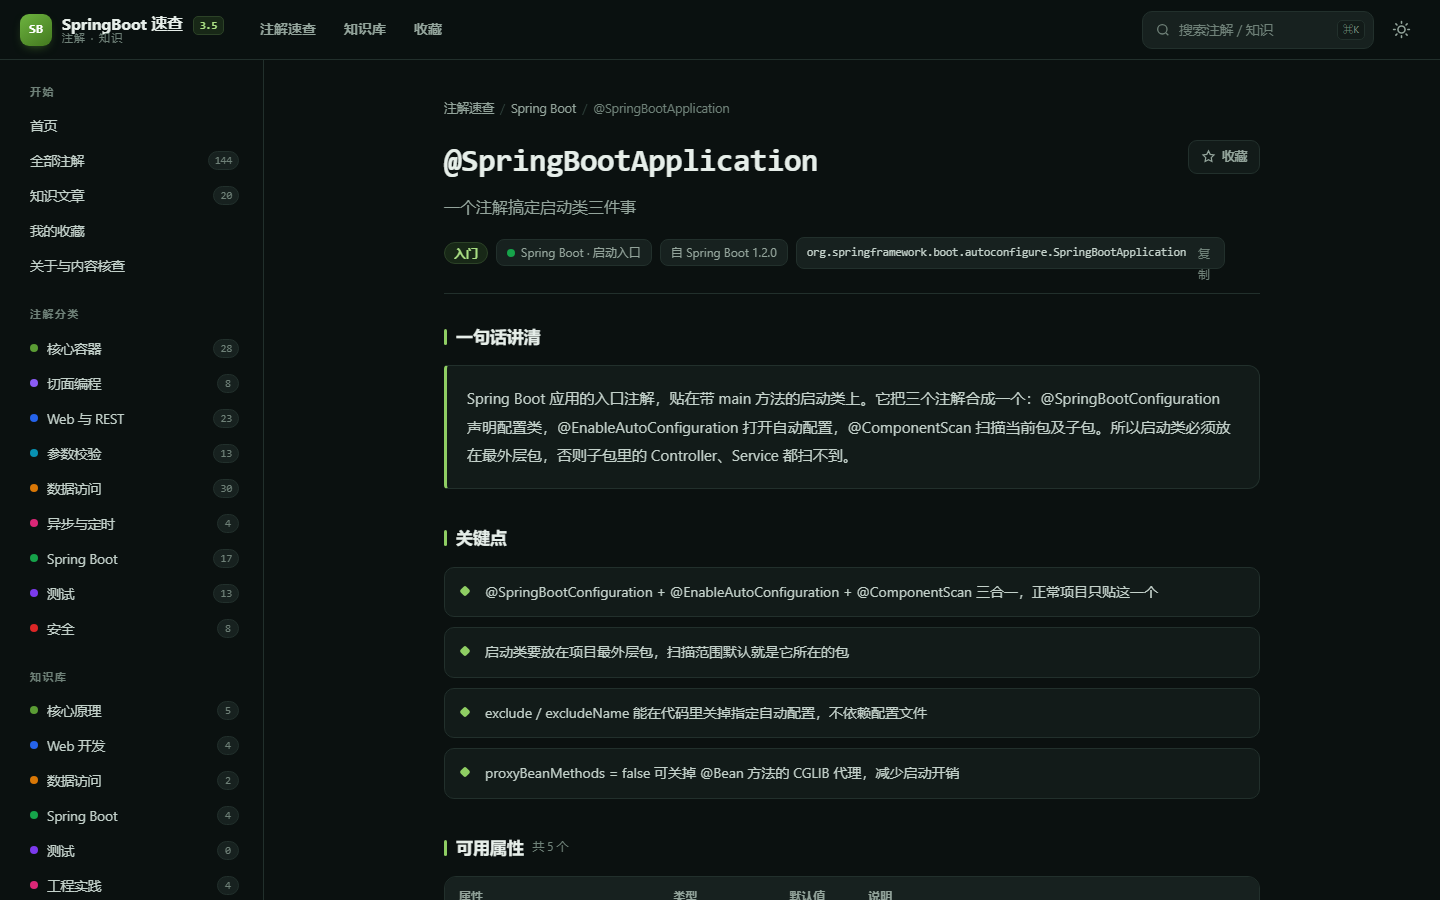 SB
SpringBoot 速查 3.5
注解 · 知识
注解速查 知识库 收藏
搜索注解 / 知识 ⌘K
开始
首页
全部注解 144
知识文章 20
我的收藏
关于与内容核查
注解分类
核心容器 28
切面编程 8
Web 与 REST 23
参数校验 13
数据访问 30
异步与定时 4
Spring Boot 17
测试 13
安全 8
知识库
核心原理 5
Web 开发 4
数据访问 2
Spring Boot 4
测试 0
工程实践 4
注解速查 / Spring Boot / @SpringBootApplication
@SpringBootApplication
收藏
一个注解搞定启动类三件事
入门 Spring Boot · 启动入口 自 Spring Boot 1.2.0 org.springframework.boot.autoconfigure.SpringBootApplication 复
制
一句话讲清
Spring Boot 应用的入口注解，贴在带 main 方法的启动类上。它把三个注解合成一个：@SpringBootConfiguration
声明配置类，@EnableAutoConfiguration 打开自动配置，@ComponentScan 扫描当前包及子包。所以启动类必须放
在最外层包，否则子包里的 Controller、Service 都扫不到。
关键点
@SpringBootConfiguration + @EnableAutoConfiguration + @ComponentScan 三合一，正常项目只贴这一个
启动类要放在项目最外层包，扫描范围默认就是它所在的包
exclude / excludeName 能在代码里关掉指定自动配置，不依赖配置文件
proxyBeanMethods = false 可关掉 @Bean 方法的 CGLIB 代理，减少启动开销
可用属性 共 5 个
属性 类型 默认值 说明